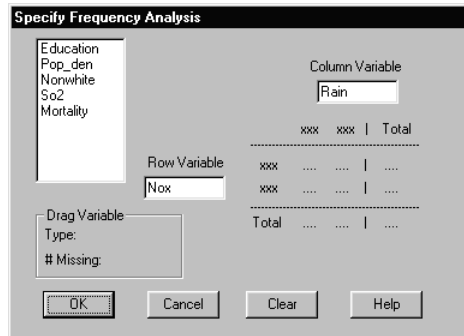 Specify Frequency Analysis
Education
Pop_den
Nonwhite
So2
Mortality
Column Variable
Rain
xxx xxx | Total
Row Variable
Nox
xxx .... .... | ....
xxx .... .... | ....
Total .... .... | ....
Drag Variable
Type:
# Missing:
OK Cancel Clear Help